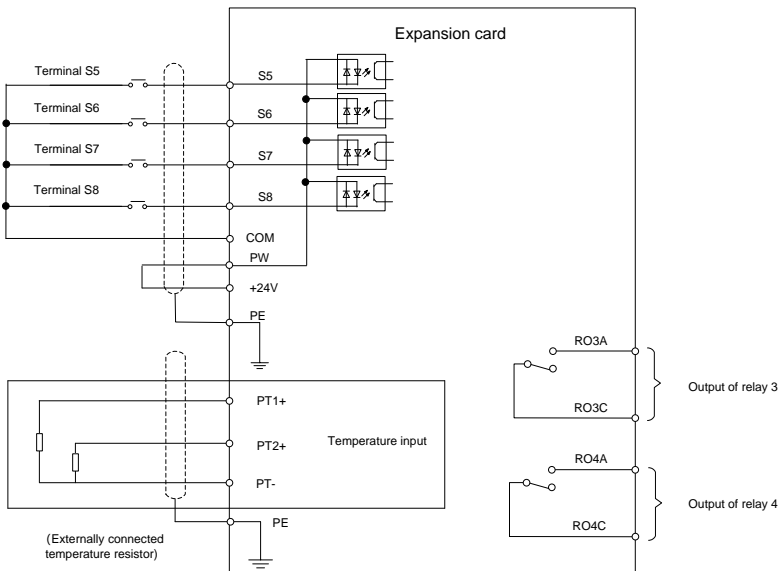 Expansion card
Terminal S5
S5
Terminal S6
S6
Terminal S7
S7
Terminal S8
S8
COM
PW
+24V
PE
RO3A
Output of relay 3
RO3C
PT1+
PT2+
Temperature input
PT-
RO4A
Output of relay 4
RO4C
PE
(Externally connected
temperature resistor)